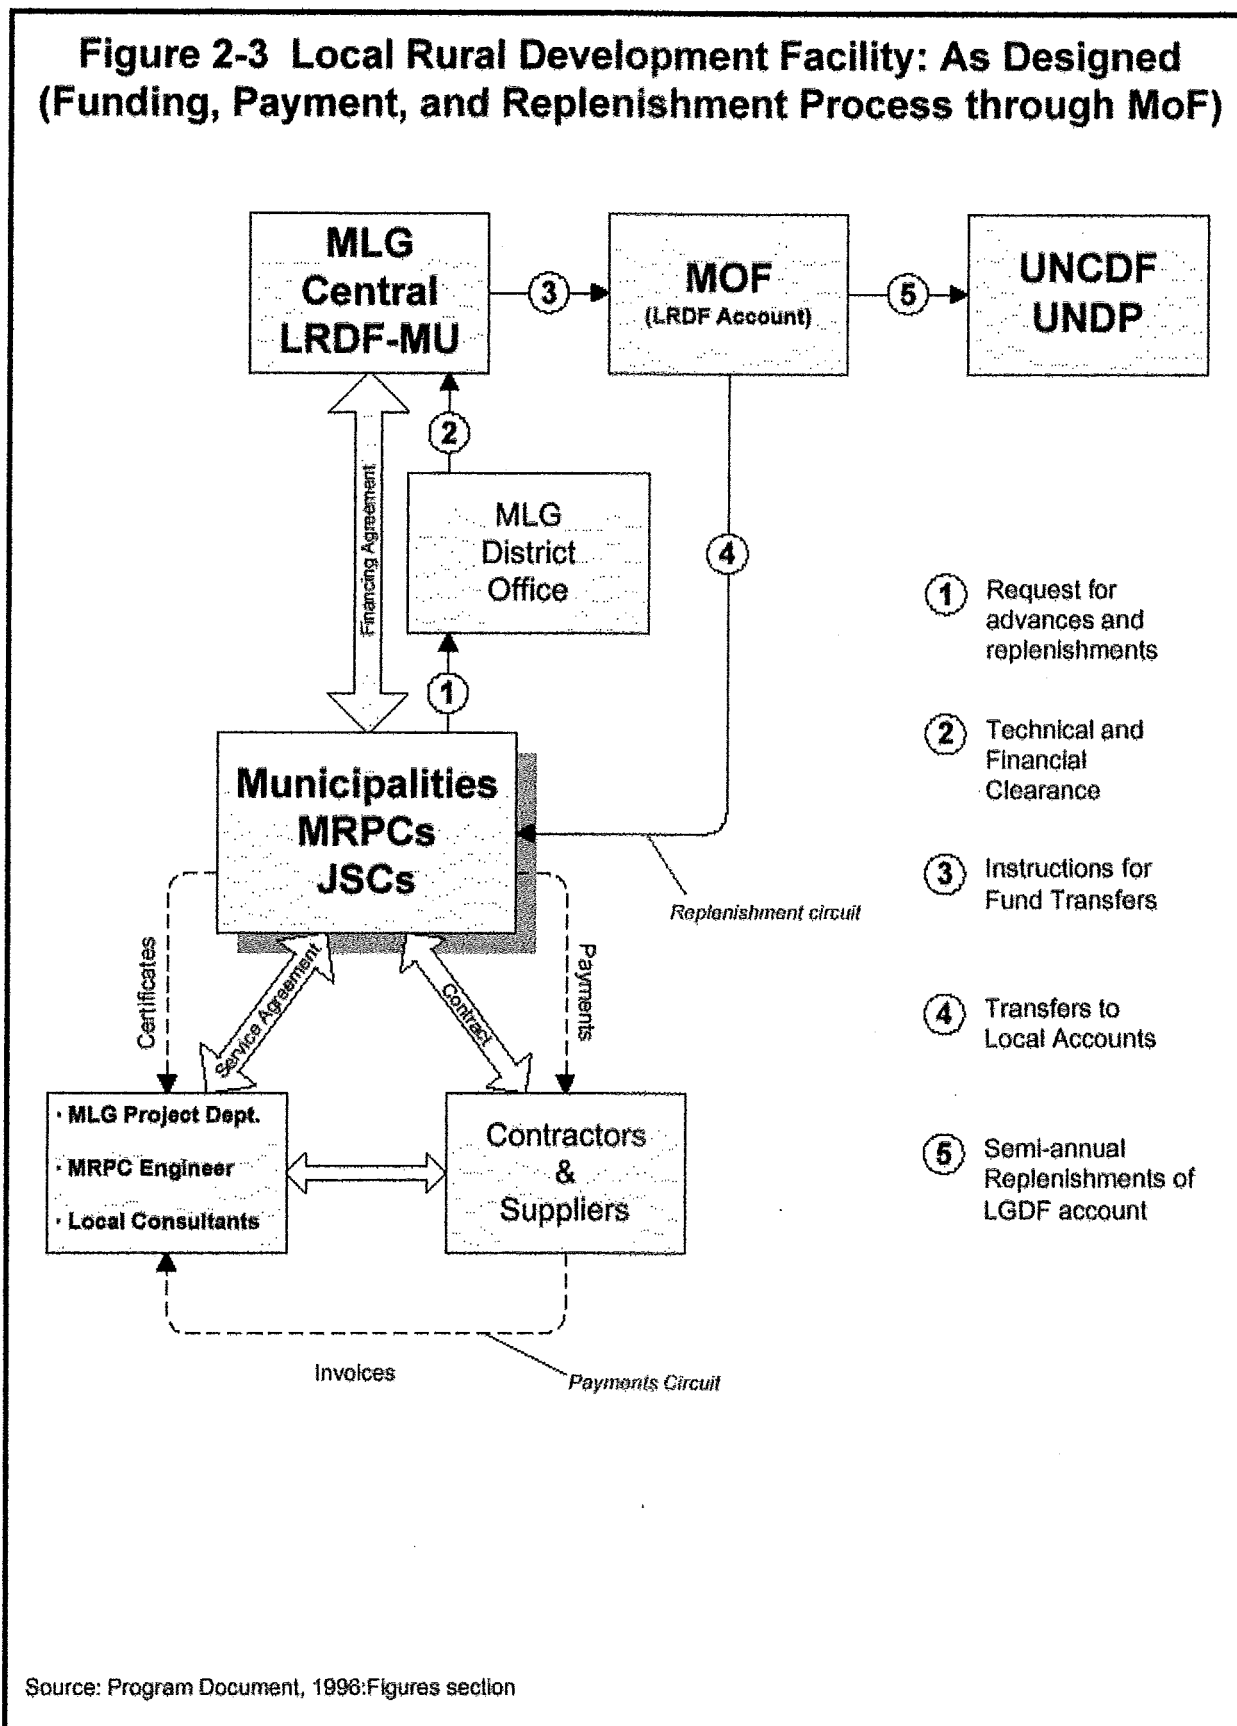 Figure 2-3 Local Rural Development Facility: As Designed
(Funding, Payment, and Replenishment Process through MoF)
MLG
Central
LRDF-MU
3
MOF
(LRDF Account)
5
UNCDF
UNDP
2
Financing Agreement
MLG
District
Office
4
1
Municipalities
MRPCs
JSCs
Replenishment circuit
Certificates
Service Agreement
Contract
Payments
· MLG Project Dept.
· MRPC Engineer
· Local Consultants
Contractors
&
Suppliers
Invoices
Payments Circuit
1 Request for
advances and
replenishments
2 Technical and
Financial
Clearance
3 Instructions for
Fund Transfers
4 Transfers to
Local Accounts
5 Semi-annual
Replenishments of
LGDF account
Source: Program Document, 1996:Figures section